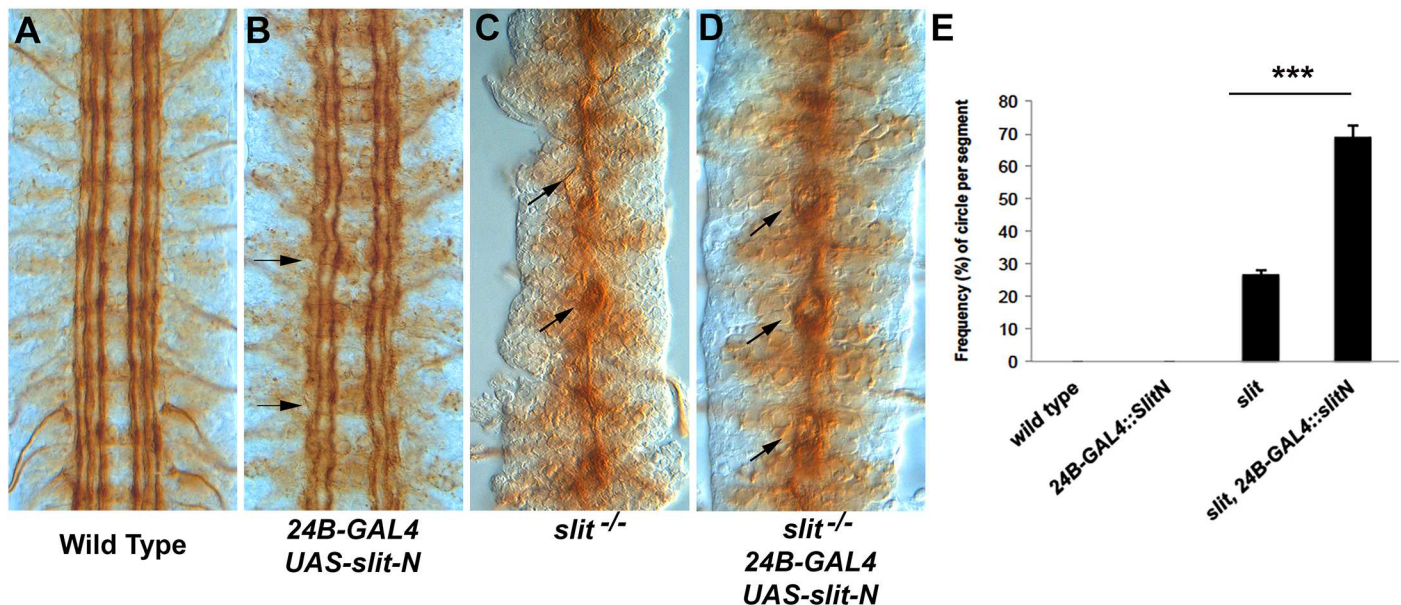 A
B
C
D
E
Wild Type
24B-GAL4
UAS-slit-N
slit -/-
slit -/-
24B-GAL4
UAS-slit-N
***
Frequency (%) of circle per segment
80
70
60
50
40
30
20
10
0
wild type
24B-GAL4::SlitN
slit
slit, 24B-GAL4::slitN